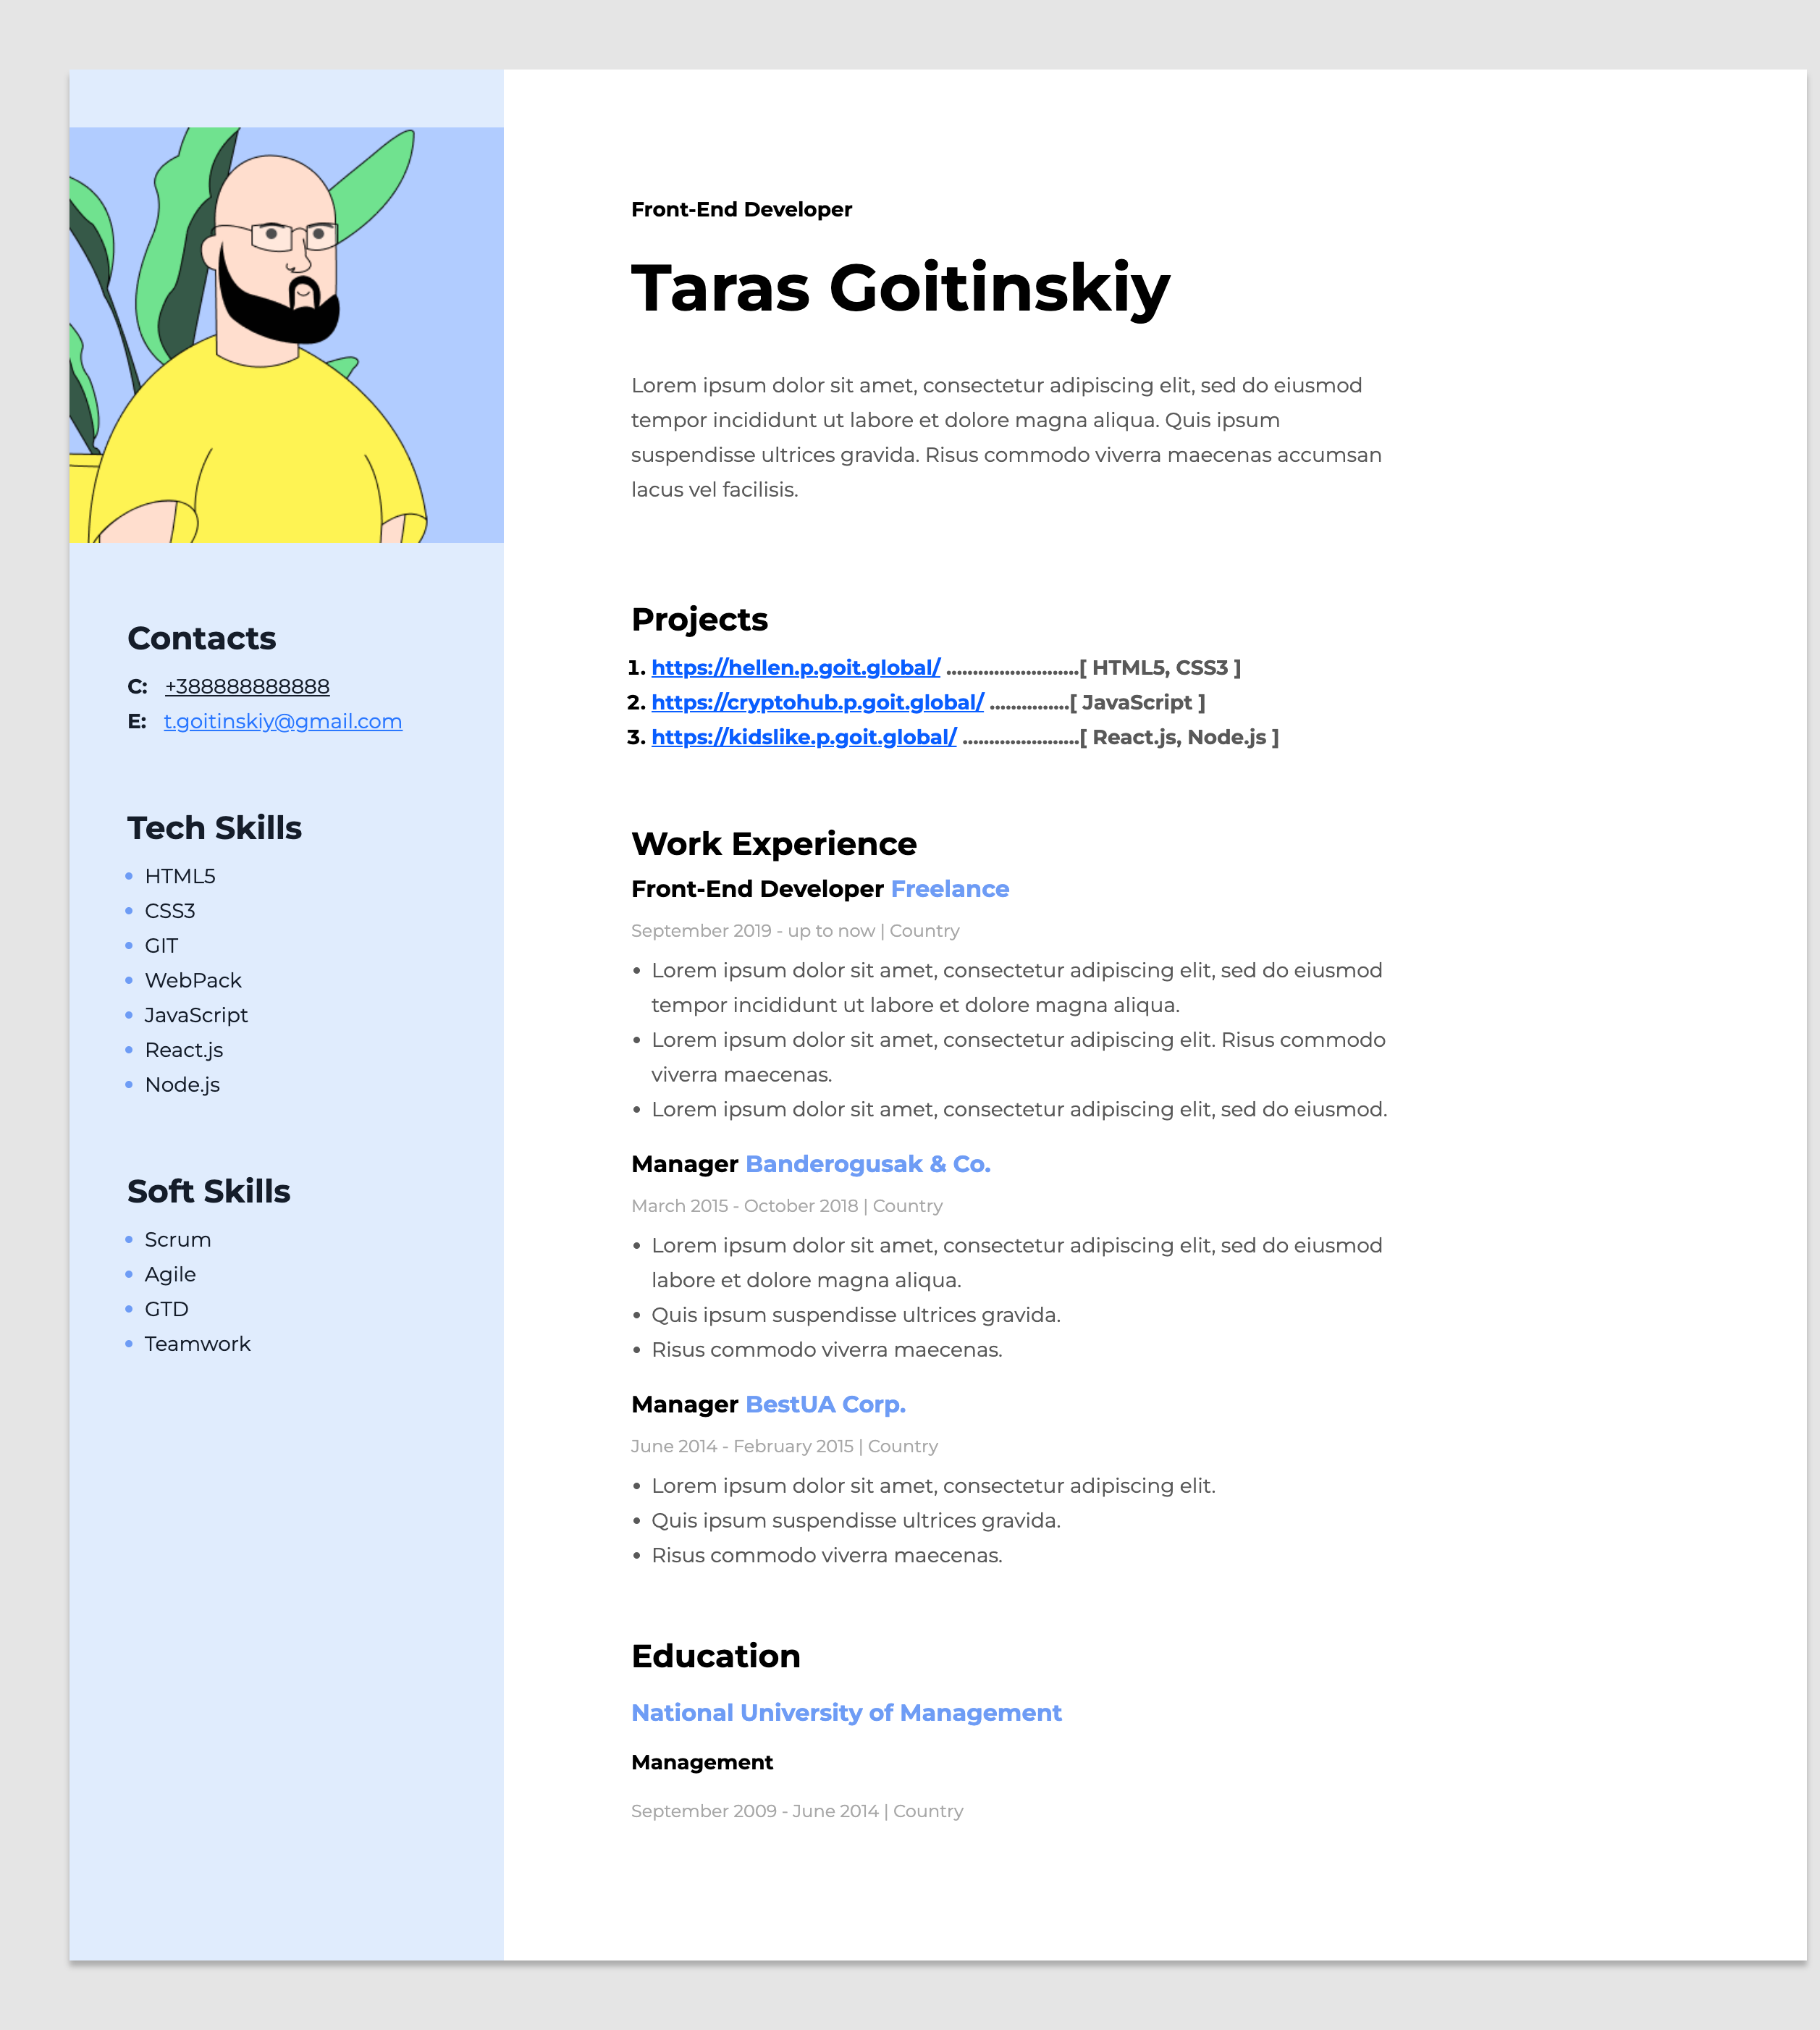 Contacts
C: +388888888888
E: t.goitinskiy@gmail.com
Tech Skills
• HTML5
• CSS3
• GIT
• WebPack
• JavaScript
• React.js
• Node.js
Soft Skills
• Scrum
• Agile
• GTD
• Teamwork
Front-End Developer
Taras Goitinskiy
Lorem ipsum dolor sit amet, consectetur adipiscing elit, sed do eiusmod
tempor incididunt ut labore et dolore magna aliqua. Quis ipsum
suspendisse ultrices gravida. Risus commodo viverra maecenas accumsan
lacus vel facilisis.
Projects
1. https://hellen.p.goit.global/ .........................[ HTML5, CSS3 ]
2. https://cryptohub.p.goit.global/ ...............[ JavaScript ]
3. https://kidslike.p.goit.global/ ......................[ React.js, Node.js ]
Work Experience
Front-End Developer Freelance
September 2019 - up to now | Country
• Lorem ipsum dolor sit amet, consectetur adipiscing elit, sed do eiusmod
tempor incididunt ut labore et dolore magna aliqua.
• Lorem ipsum dolor sit amet, consectetur adipiscing elit. Risus commodo
viverra maecenas.
• Lorem ipsum dolor sit amet, consectetur adipiscing elit, sed do eiusmod.
Manager Banderogusak & Co.
March 2015 - October 2018 | Country
• Lorem ipsum dolor sit amet, consectetur adipiscing elit, sed do eiusmod
labore et dolore magna aliqua.
• Quis ipsum suspendisse ultrices gravida.
• Risus commodo viverra maecenas.
Manager BestUA Corp.
June 2014 - February 2015 | Country
• Lorem ipsum dolor sit amet, consectetur adipiscing elit.
• Quis ipsum suspendisse ultrices gravida.
• Risus commodo viverra maecenas.
Education
National University of Management
Management
September 2009 - June 2014 | Country